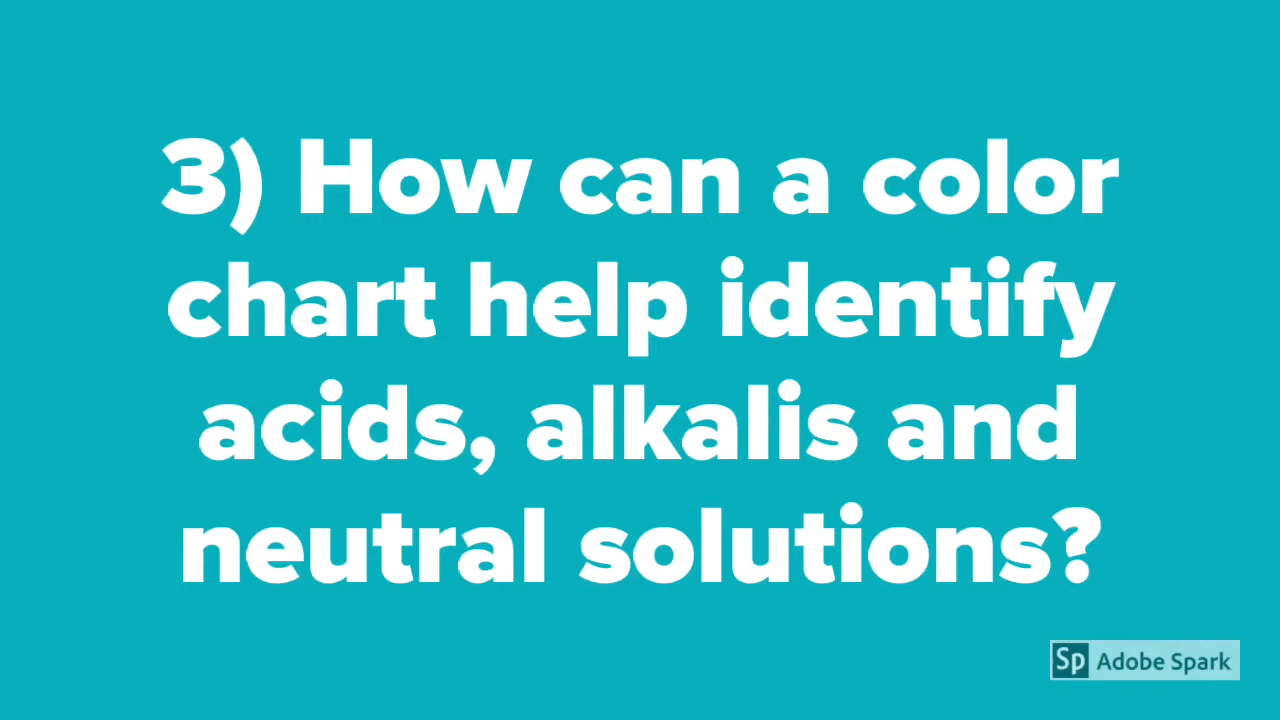 3) How can a color
chart help identify
acids, alkalis and
neutral solutions?
Sp Adobe Spark